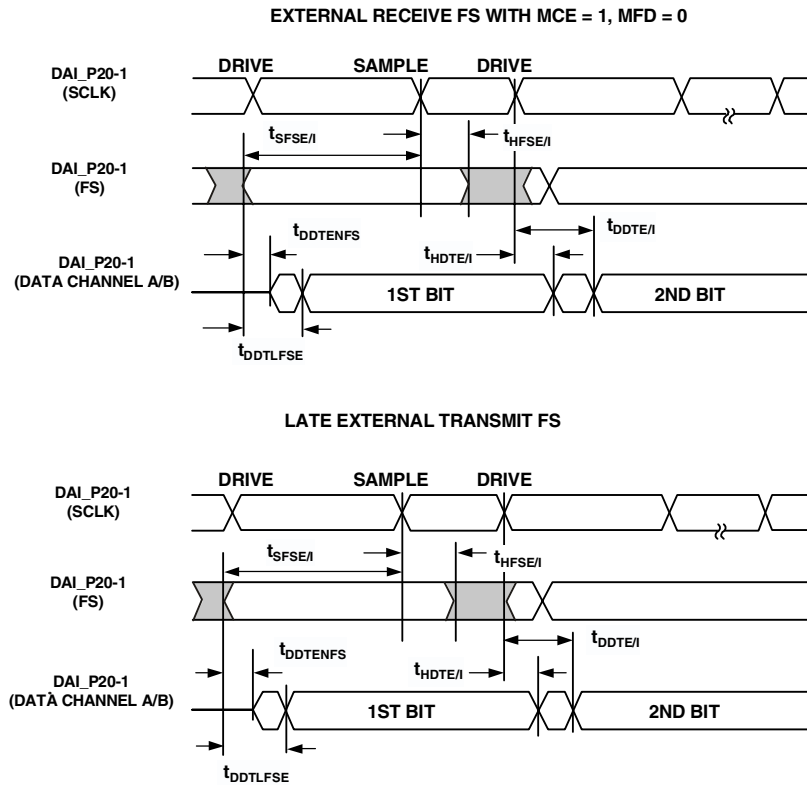 EXTERNAL RECEIVE FS WITH MCE = 1, MFD = 0
DRIVE SAMPLE DRIVE
DAI_P20-1
(SCLK)
tSFSE/I tHFSE/I
DAI_P20-1
(FS)
tDDTENFS tHDTE/I tDDTE/I
DAI_P20-1
(DATA CHANNEL A/B)
1ST BIT 2ND BIT
tDDTLFSE
LATE EXTERNAL TRANSMIT FS
DRIVE SAMPLE DRIVE
DAI_P20-1
(SCLK)
tSFSE/I tHFSE/I
DAI_P20-1
(FS)
tDDTENFS tHDTE/I tDDTE/I
DAI_P20-1
(DATA CHANNEL A/B)
1ST BIT 2ND BIT
tDDTLFSE